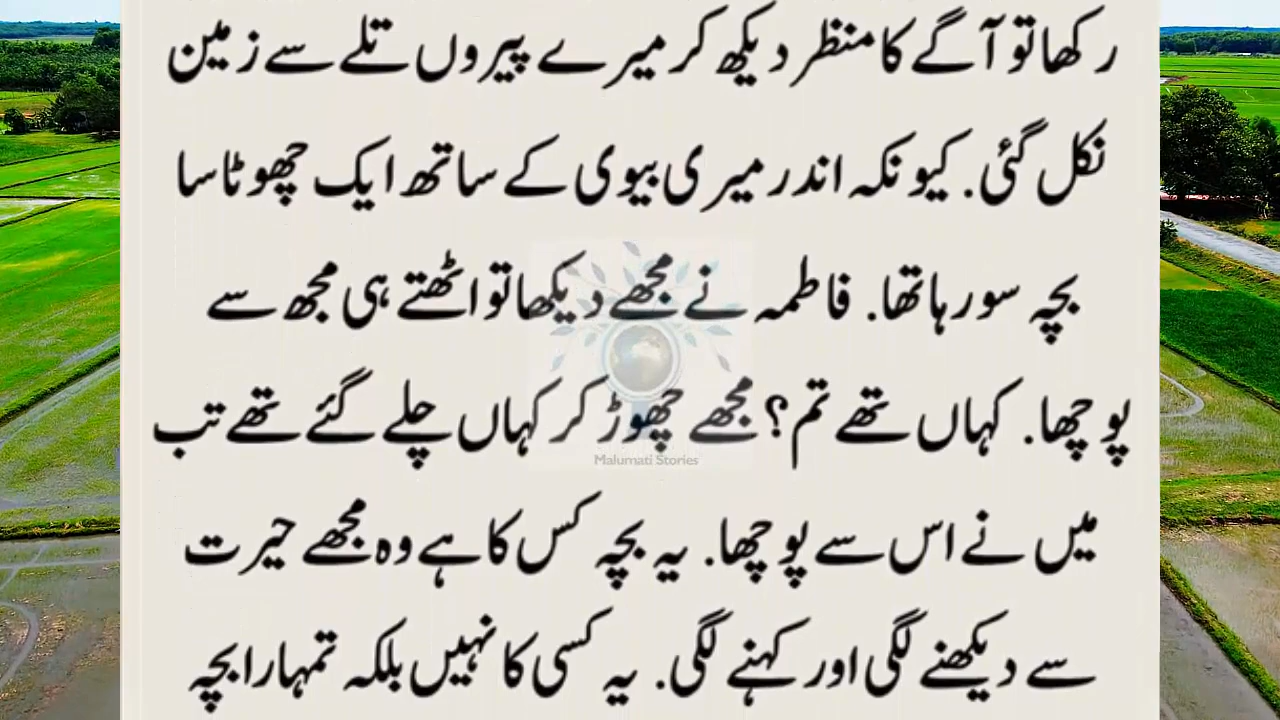 رکھا تو آگے کا منظر دیکھ کر میرے پیروں تلے سے زمین
نکل گئی. کیونکہ اندر میری بیوی کے ساتھ ایک چھوٹا سا
بچہ سو رہا تھا. فاطمہ نے مجھے دیکھا تو اٹھتے ہی مجھ سے
پوچھا. کہاں تھے تم؟ مجھے چھوڑ کر کہاں چلے گئے تھے تب
Malumati Stories
میں نے اس سے پوچھا. یہ بچہ کس کا ہے وہ مجھے حیرت
سے دیکھنے لگی اور کہنے لگی. یہ کسی کا نہیں بلکہ تمہارا بچہ